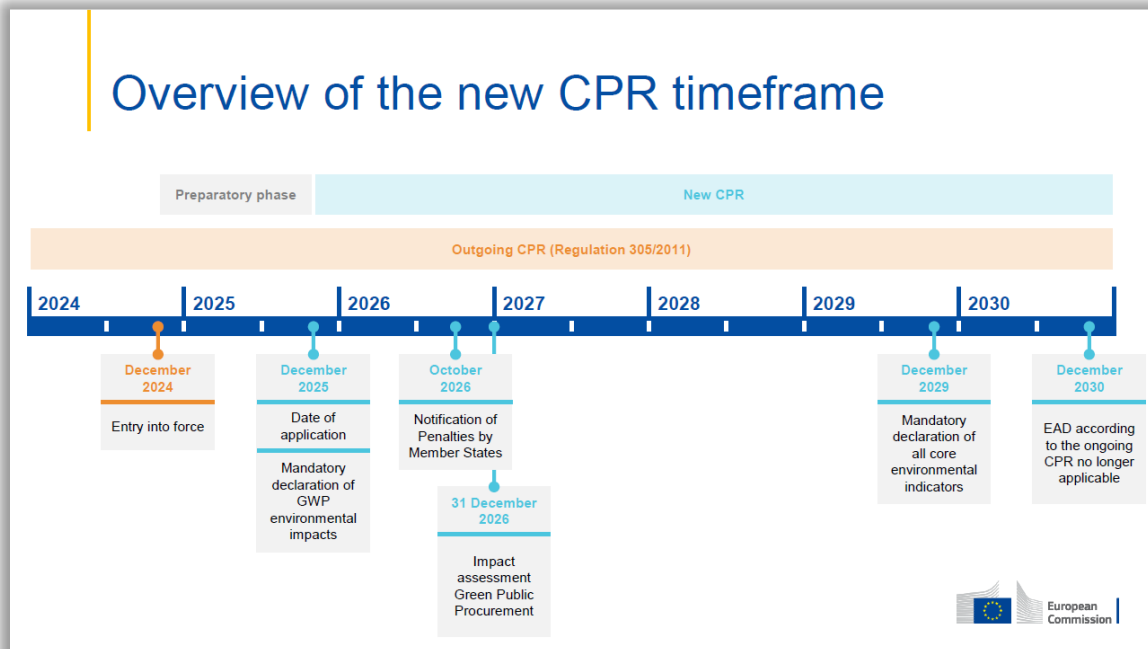 Overview of the new CPR timeframe
Preparatory phase
New CPR
Outgoing CPR (Regulation 305/2011)
2024
2025
2026
2027
2028
2029
2030
December
2024
Entry into force
December
2025
Date of
application
Mandatory
declaration of
GWP
environmental
impacts
October
2026
Notification of
Penalties by
Member States
31 December
2026
Impact
assessment
Green Public
Procurement
December
2029
Mandatory
declaration of
all core
environmental
indicators
December
2030
EAD according
to the ongoing
CPR no longer
applicable
European
Commission